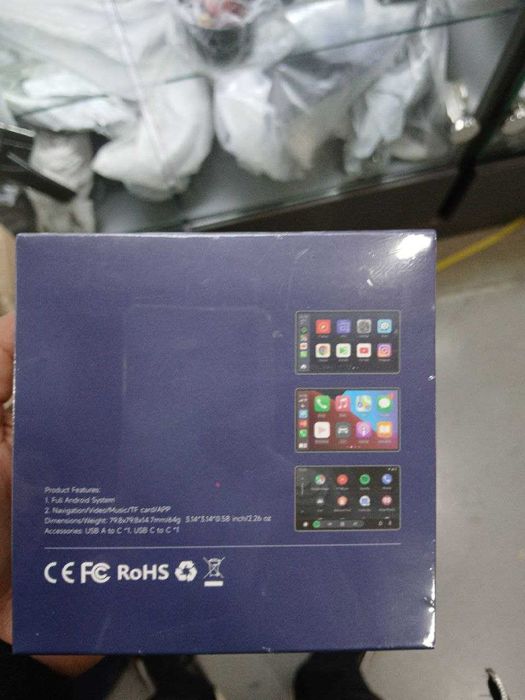 Product Features:
1. Full Android System
2. Navigation/Video/Music/TF card/APP
Dimensions/Weight: 79.8x79.8x14.7mm/64g 3.14*3.14*0.58 inch/2.26 oz
Accessories: USB A to C *1, USB C to C *1
CE FC RoHS